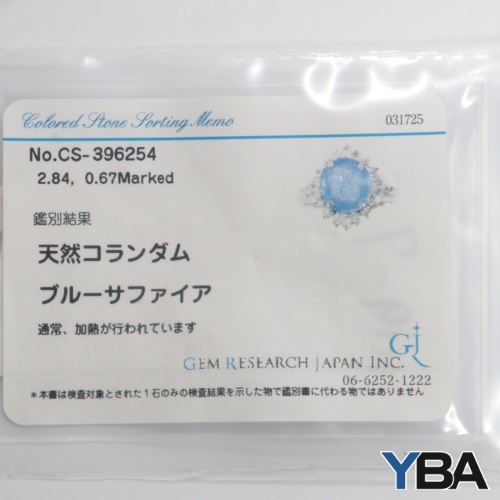 Colored Stone Sorting Memo
031725
No.CS-396254
2.84, 0.67Marked
鑑別結果
天然コランダム
ブルーサファイア
通常、加熱が行われています
GJ
GEM RESEARCH JAPAN INC.
06-6252-1222
*本書は検査対象とされた1石のみの検査結果を示した物で鑑別書に代わる物ではありません
YBA